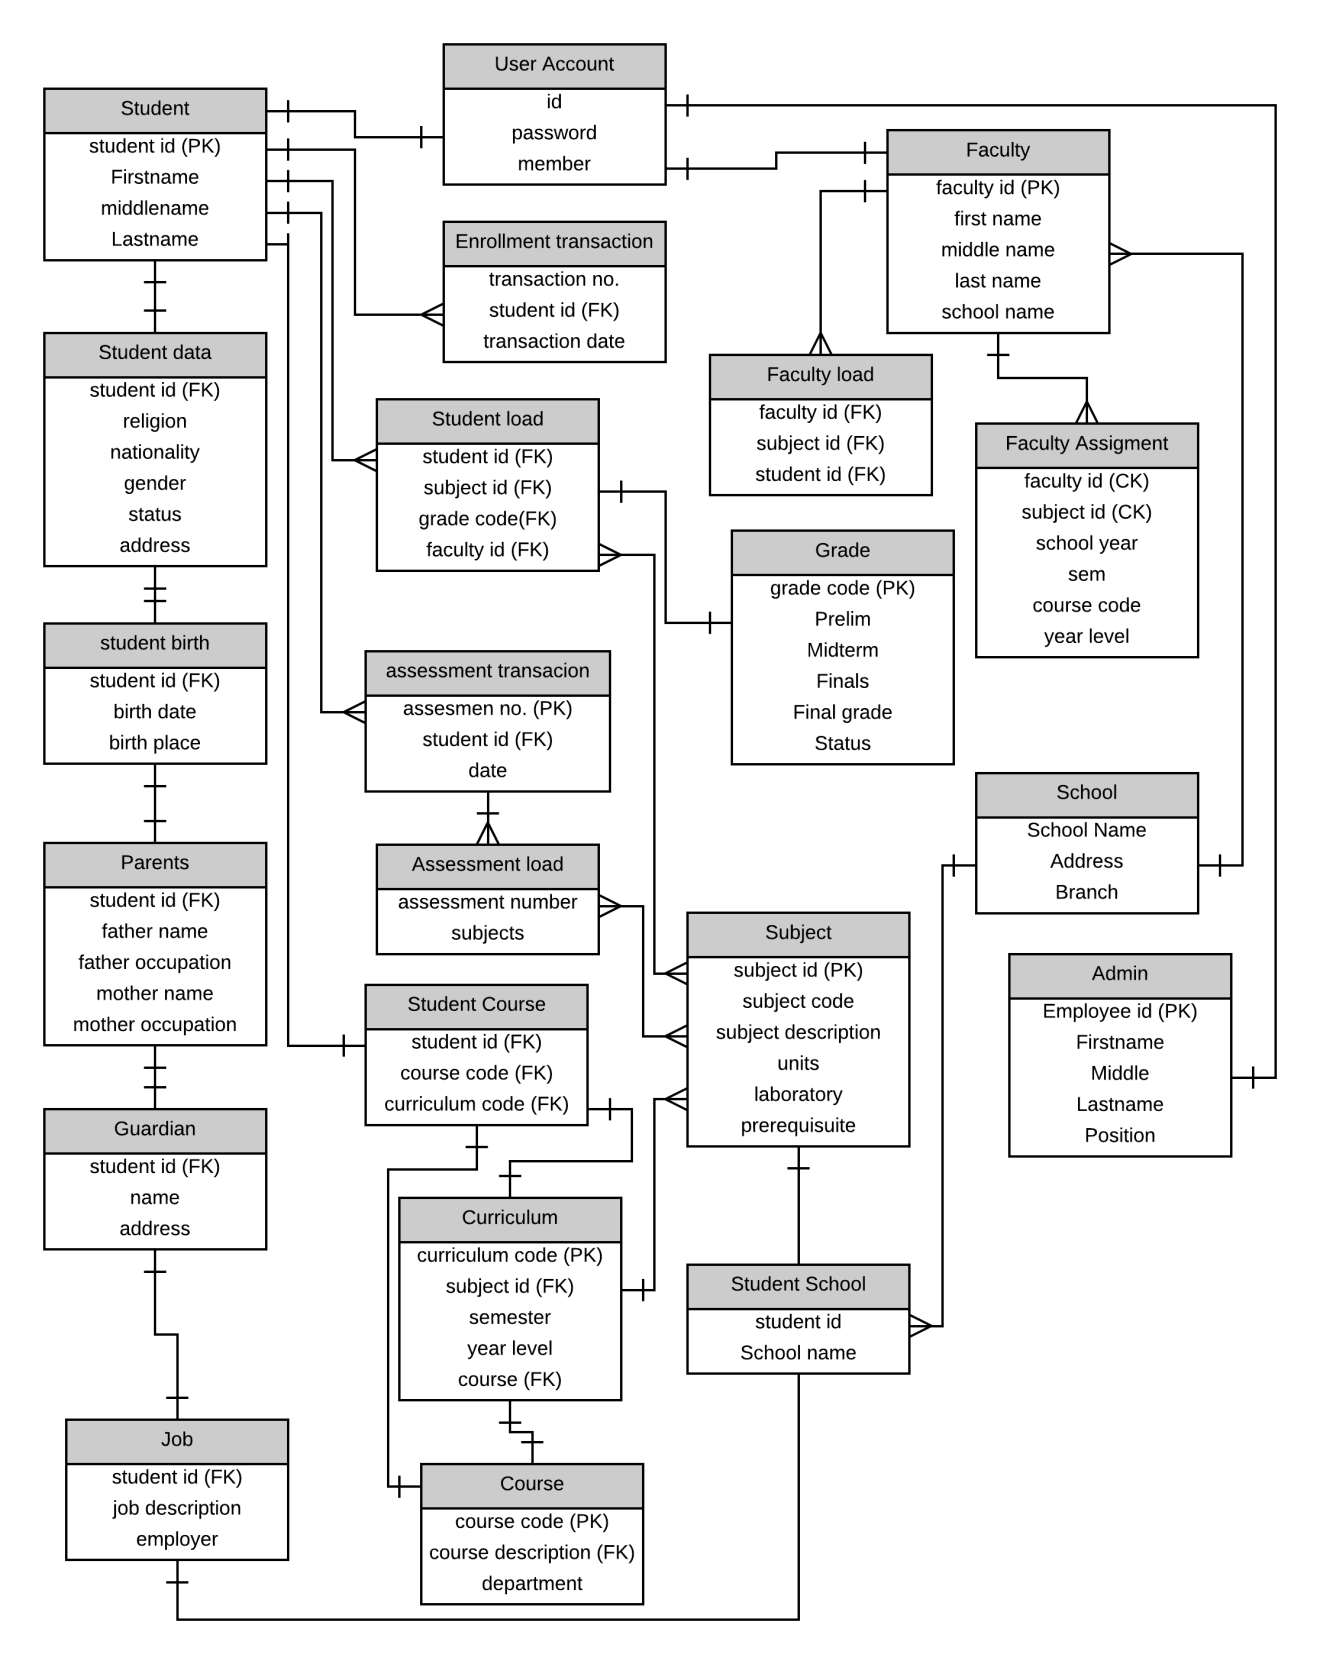 User Account
id
password
member
Student
student id (PK)
Firstname
middlename
Lastname
Faculty
faculty id (PK)
first name
middle name
last name
school name
Enrollment transaction
transaction no.
student id (FK)
transaction date
Student data
student id (FK)
religion
nationality
gender
status
address
Faculty load
faculty id (FK)
subject id (FK)
student id (FK)
Student load
student id (FK)
subject id (FK)
grade code(FK)
faculty id (FK)
Faculty Assigment
faculty id (CK)
subject id (CK)
school year
sem
course code
year level
Grade
grade code (PK)
Prelim
Midterm
Finals
Final grade
Status
student birth
student id (FK)
birth date
birth place
assessment transacion
assesmen no. (PK)
student id (FK)
date
School
School Name
Address
Branch
Parents
student id (FK)
father name
father occupation
mother name
mother occupation
Assessment load
assessment number
subjects
Subject
subject id (PK)
subject code
subject description
units
laboratory
prerequisuite
Admin
Employee id (PK)
Firstname
Middle
Lastname
Position
Student Course
student id (FK)
course code (FK)
curriculum code (FK)
Guardian
student id (FK)
name
address
Curriculum
curriculum code (PK)
subject id (FK)
semester
year level
course (FK)
Student School
student id
School name
Job
student id (FK)
job description
employer
Course
course code (PK)
course description (FK)
department